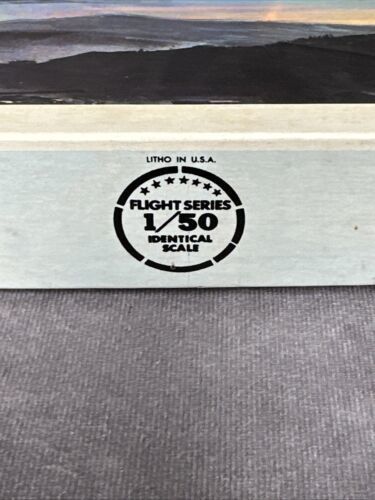 LITHO IN U.S.A.
FLIGHT SERIES
1/50
IDENTICAL
SCALE